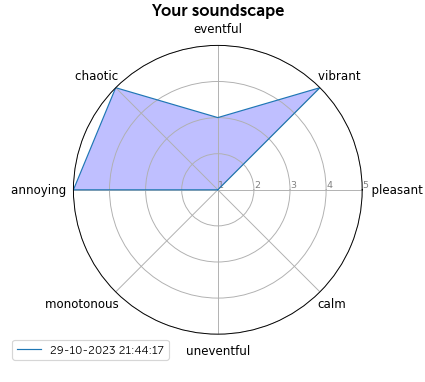 Your soundscape
eventful
chaotic
vibrant
annoying
1 2 3 4 5
pleasant
monotonous
calm
uneventful
29-10-2023 21:44:17